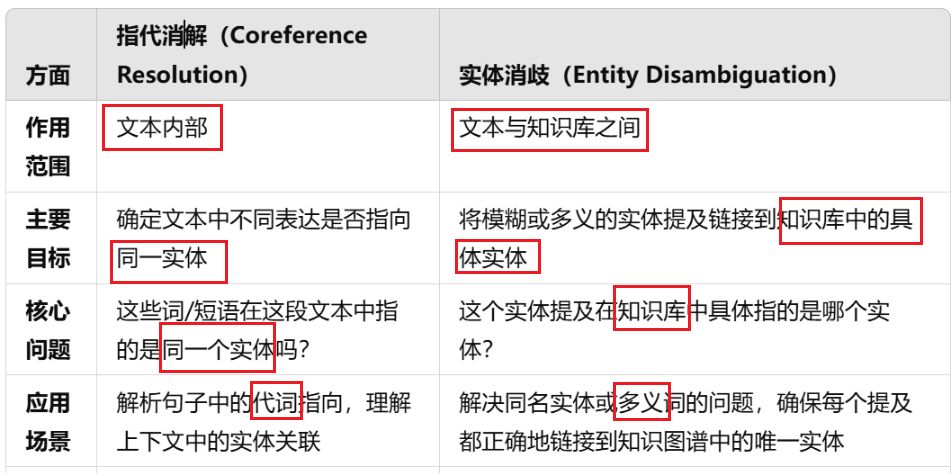 方面
指代消解（Coreference
Resolution）
实体消歧（Entity Disambiguation）
作用
范围
文本内部
文本与知识库之间
主要
目标
确定文本中不同表达是否指向
同一实体
将模糊或多义的实体提及链接到知识库中的具
体实体
核心
问题
这些词/短语在这段文本中指
的是同一个实体吗？
这个实体提及在知识库中具体指的是哪个实
体？
应用
场景
解析句子中的代词指向，理解
上下文中的实体关联
解决同名实体或多义词的问题，确保每个提及
都正确地链接到知识图谱中的唯一实体